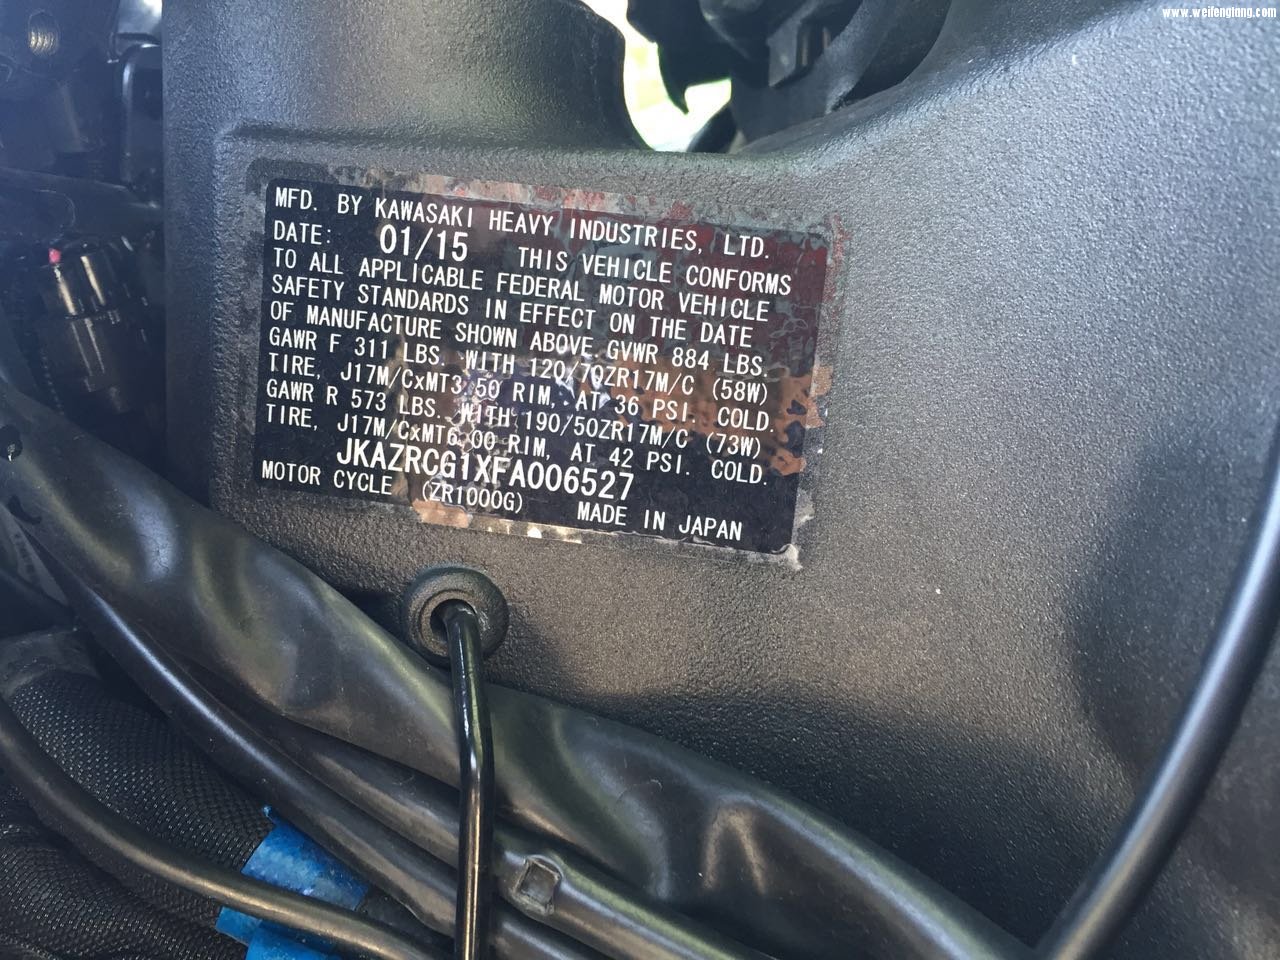 www.weifengjang.com
MFD. BY KAWASAKI HEAVY INDUSTRIES, LTD.
DATE: 01/15 THIS VEHICLE CONFORMS
TO ALL APPLICABLE FEDERAL MOTOR VEHICLE
SAFETY STANDARDS IN EFFECT ON THE DATE
OF MANUFACTURE SHOWN ABOVE GVWR 884 LBS.
GAWR F 311 LBS. WITH 120/70ZR17M/C (58W)
TIRE, J17M/CxMT3.50 RIM, AT 36 PSI. COLD.
GAWR R 573 LBS. WITH 190/50ZR17M/C (73W)
TIRE, J17M/CxMT6.00 RIM, AT 42 PSI. COLD.
JKAZRCG1XFA006527
MOTOR CYCLE (ZR1000G) MADE IN JAPAN